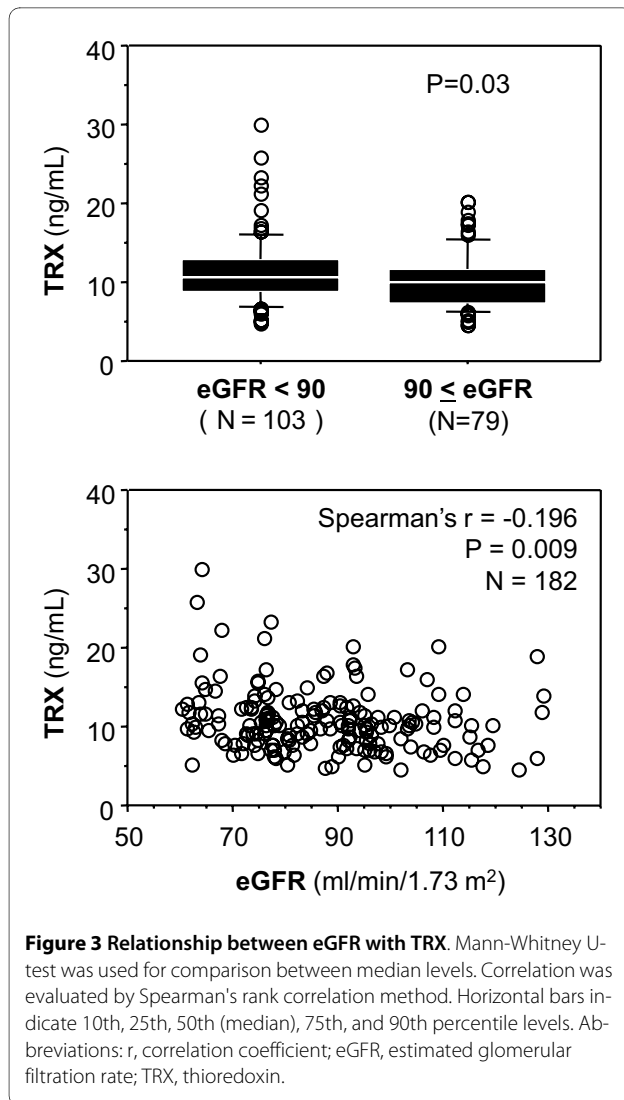 40
30
20
10
0
TRX (ng/mL)
P=0.03
eGFR < 90
90 ≤ eGFR
( N = 103 )
(N=79)
40
30
20
10
0
TRX (ng/mL)
Spearman's r = -0.196
P = 0.009
N = 182
50 70 90 110 130
eGFR (ml/min/1.73 m²)
Figure 3 Relationship between eGFR with TRX. Mann-Whitney U-
test was used for comparison between median levels. Correlation was
evaluated by Spearman's rank correlation method. Horizontal bars in-
dicate 10th, 25th, 50th (median), 75th, and 90th percentile levels. Ab-
breviations: r, correlation coefficient; eGFR, estimated glomerular
filtration rate; TRX, thioredoxin.